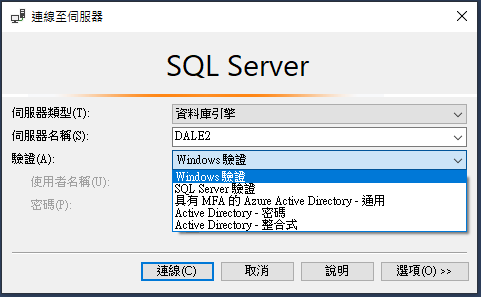 連線至伺服器
SQL Server
伺服器類型(T): 資料庫引擎
伺服器名稱(S): DALE2
驗證(A): Windows 驗證
Windows 驗證
使用者名稱(U): SQL Server 驗證
具有 MFA 的 Azure Active Directory - 通用
密碼(P): Active Directory - 密碼
Active Directory - 整合式
連線(C) 取消 說明 選項(O) >>